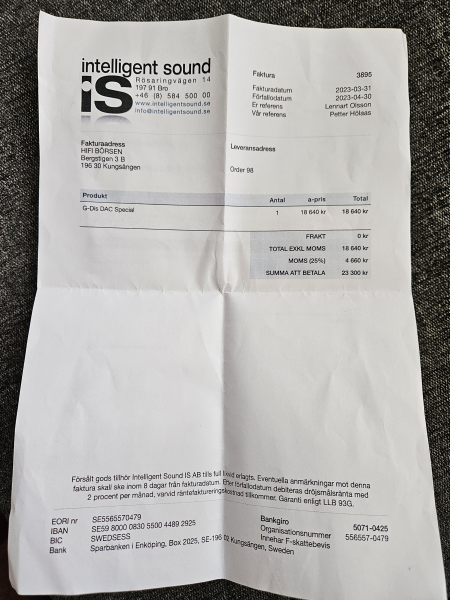 intelligent sound
iS
Rösaringvägen 14
197 91 Bro
+46 (8) 584 500 00
www.intelligentsound.se
info@intelligentsound.se
Faktura 3895
Fakturadatum 2023-03-31
Förfallodatum 2023-04-30
Er referens Lennart Olsson
Vår referens Petter Hölsas
Fakturaadress
HIFI BÖRSEN
Bergstigen 3 B
196 30 Kungsängen
Leveransadress
Order 98
Produkt Antal a-pris Total
G-Dis DAC Special 1 18 640 kr 18 640 kr
FRAKT 0 kr
TOTAL EXKL MOMS 18 640 kr
MOMS (25%) 4 660 kr
SUMMA ATT BETALA 23 300 kr
Försålt gods tillhör Intelligent Sound IS AB tills full likvid erlagts. Eventuella anmärkningar mot denna
faktura skall ske inom 8 dagar från fakturadatum. Efter förfallodatum debiteras dröjsmålsränta med
2 procent per månad, varvid räntefaktureringskostnad tillkommer. Garanti enligt LLB 93G.
EORI nr SE5565570479
IBAN SE59 8000 0830 5500 4489 2925
BIC SWEDSESS
Bank Sparbanken i Enköping, Box 2025, SE-196 02 Kungsängen, Sweden
Bankgiro 5071-0425
Organisationsnummer 556557-0479
Innehar F-skattebevis